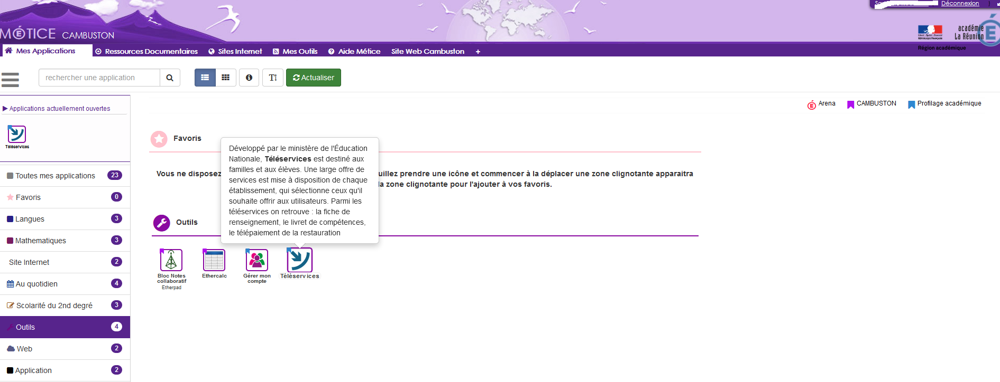 Déconnexion
MÉTICE CAMBUSTON
académie
La Réunion
RÉPUBLIQUE FRANÇAISE
Région académique
Mes Applications
Ressources Documentaires
Sites Internet
Mes Outils
Aide Métice
Site Web Cambuston
+
rechercher une application
Actualiser
Applications actuellement ouvertes
Téléservices
Toutes mes applications 23
Favoris 0
Langues 3
Mathematiques 3
Site Internet 2
Au quotidien 4
Scolarité du 2nd degré 3
Outils 4
Web 2
Application 2
Arena
CAMBUSTON
Profilage académique
Favoris
Vous ne disposez
uillez prendre une icône et commencer à la déplacer une zone clignotante apparaitra
la zone clignotante pour l'ajouter à vos favoris.
Développé par le ministère de l'Éducation
Nationale, Téléservices est destiné aux
familles et aux élèves. Une large offre de
services est mise à disposition de chaque
établissement, qui sélectionne ceux qu'il
souhaite offrir aux utilisateurs. Parmi les
téléservices on retrouve : la fiche de
renseignement, le livret de compétences,
le télépaiement de la restauration
Outils
Bloc Notes
collaboratif
Etherpad
Ethercalc
Gérer mon
compte
Téléservices